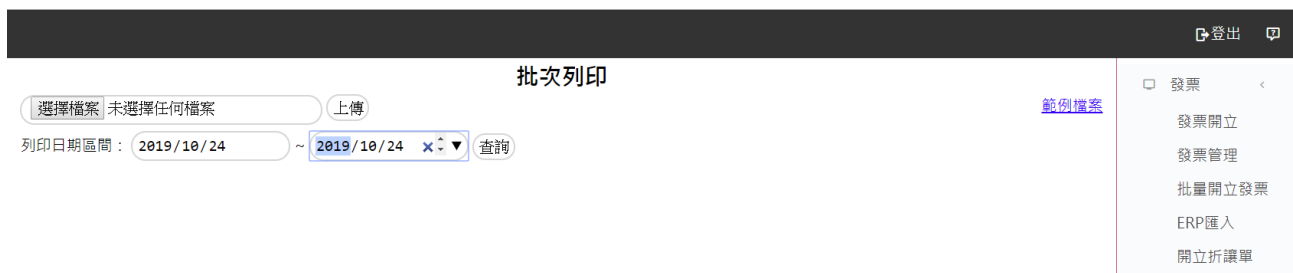 登出
批次列印
選擇檔案 未選擇任何檔案 上傳
範例檔案
列印日期區間： 2019/10/24 ~ 2019/10/24 查詢
發票
發票開立
發票管理
批量開立發票
ERP匯入
開立折讓單